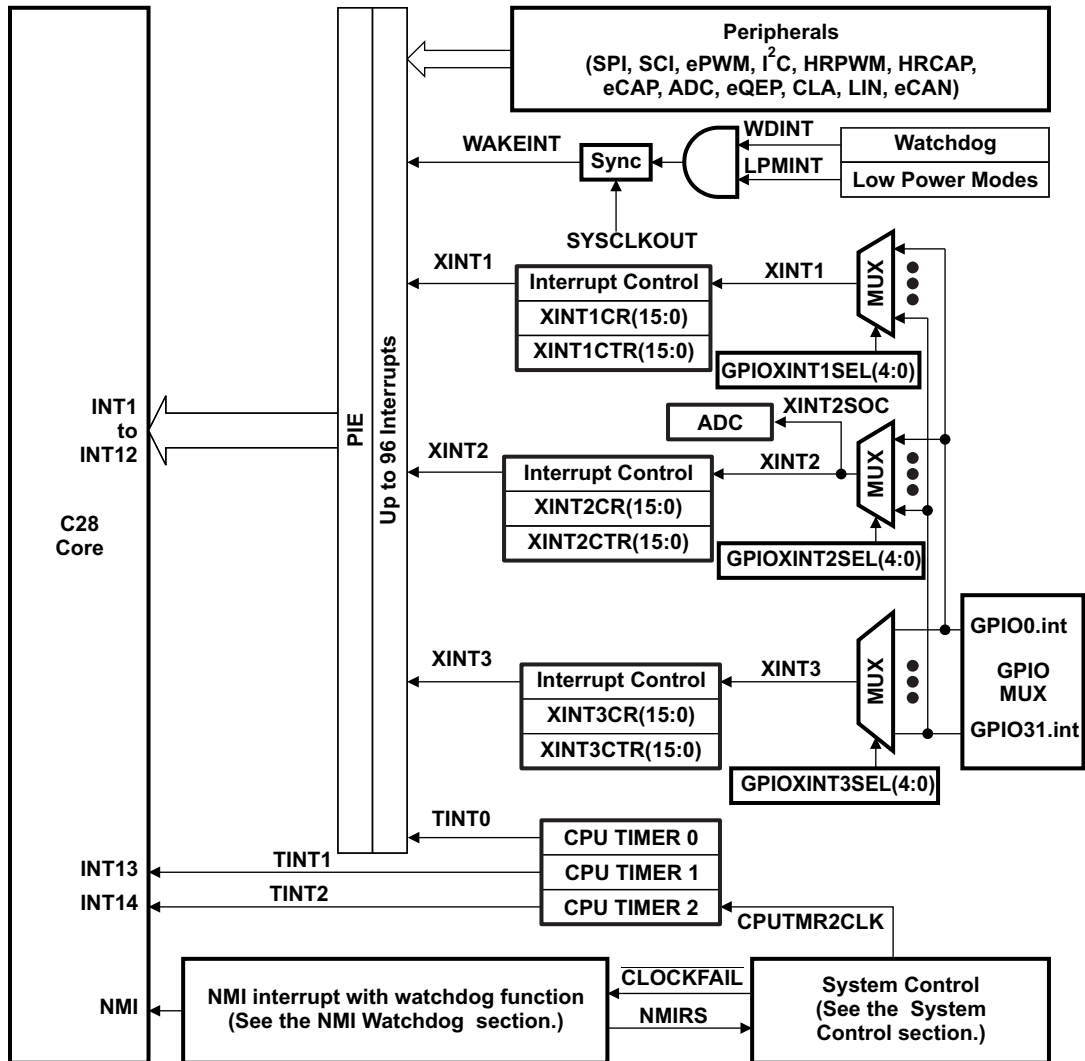 Peripherals
(SPI, SCI, ePWM, I2C, HRPWM, HRCAP,
eCAP, ADC, eQEP, CLA, LIN, eCAN)
WDINT
WAKEINT
Sync
Watchdog
LPMINT
Low Power Modes
SYSCLKOUT
XINT1
Interrupt Control
XINT1CR(15:0)
XINT1CTR(15:0)
XINT1
MUX
GPIOXINT1SEL(4:0)
INT1
to
INT12
PIE
Up to 96 Interrupts
ADC
XINT2SOC
XINT2
Interrupt Control
XINT2CR(15:0)
XINT2CTR(15:0)
XINT2
MUX
GPIOXINT2SEL(4:0)
C28
Core
XINT3
Interrupt Control
XINT3CR(15:0)
XINT3CTR(15:0)
XINT3
MUX
GPIOXINT3SEL(4:0)
GPIO0.int
GPIO
MUX
GPIO31.int
TINT0
CPU TIMER 0
INT13
TINT1
CPU TIMER 1
INT14
TINT2
CPU TIMER 2
CPUTMR2CLK
NMI
NMI interrupt with watchdog function
(See the NMI Watchdog section.)
CLOCKFAIL
NMIRS
System Control
(See the System
Control section.)